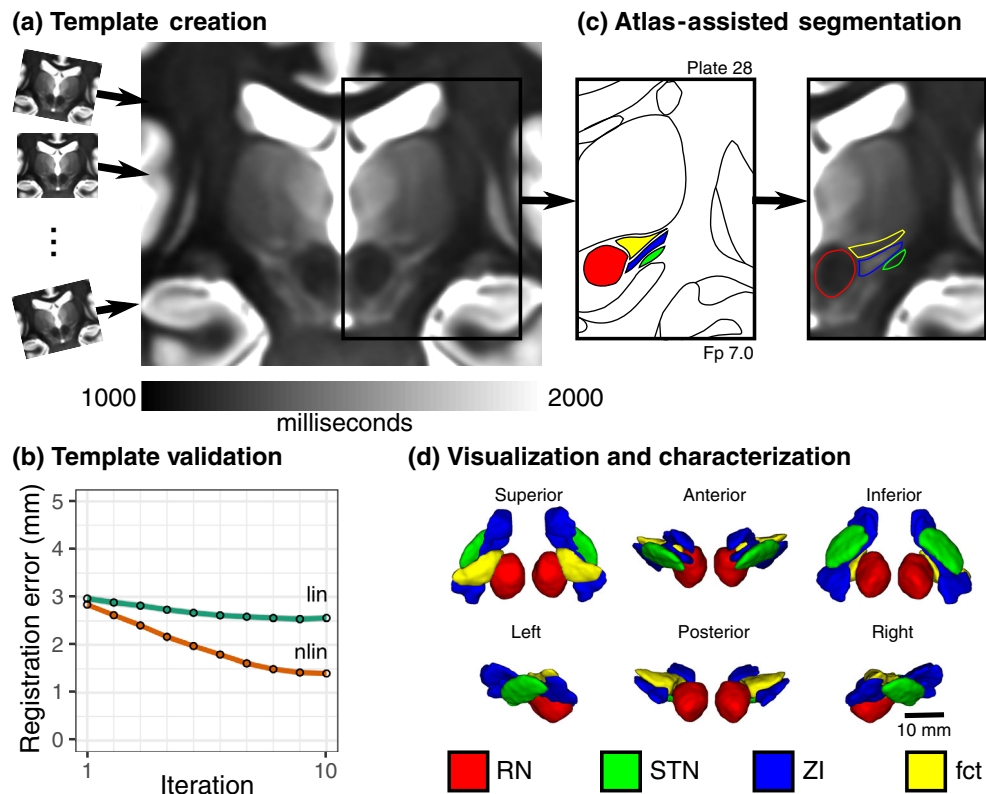 (a) Template creation
(c) Atlas-assisted segmentation
Plate 28
Fp 7.0
1000
2000
milliseconds
(b) Template validation
Registration error (mm)
5
4
3
2
1
0
lin
nlin
1
10
Iteration
(d) Visualization and characterization
Superior
Anterior
Inferior
Left
Posterior
Right
10 mm
RN
STN
ZI
fct